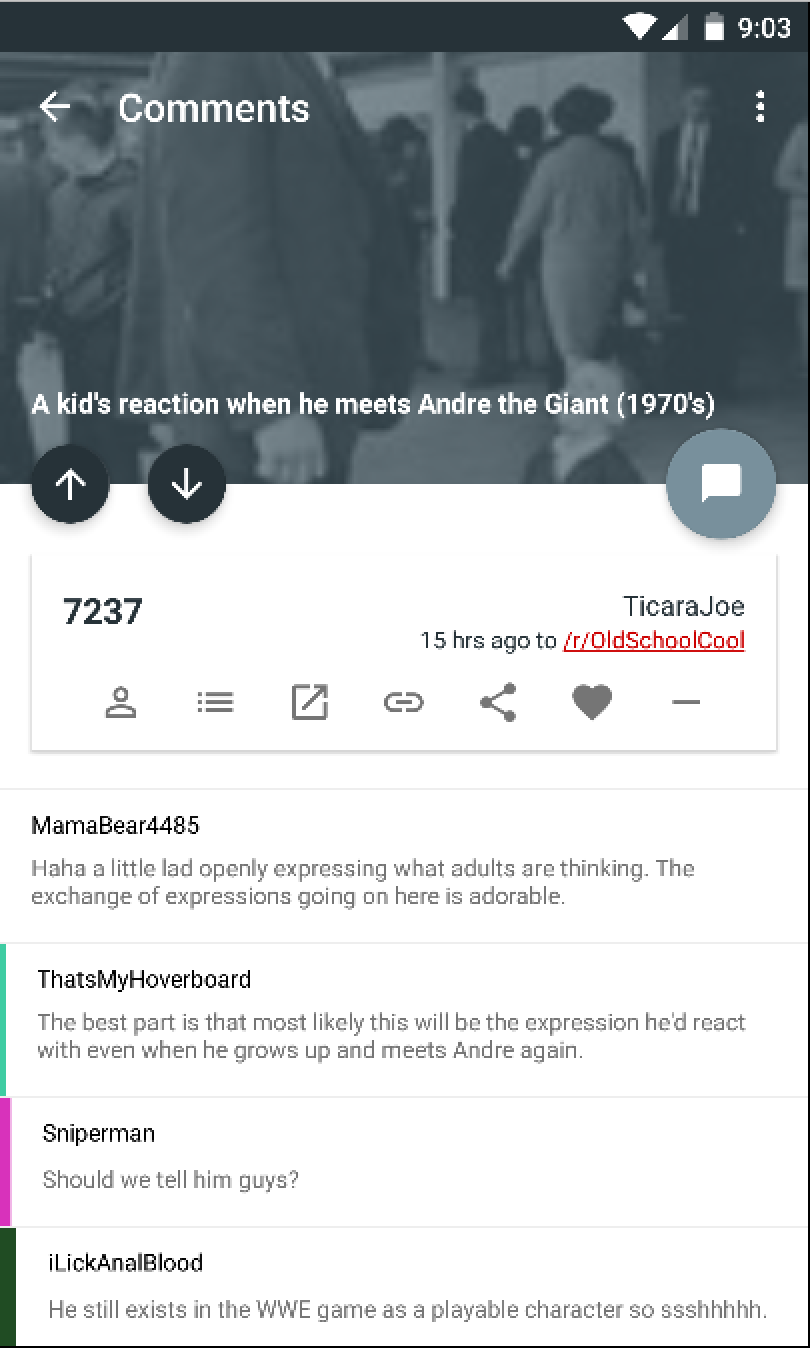 9:03
Comments
A kid's reaction when he meets Andre the Giant (1970's)
7237
TicaraJoe
15 hrs ago to /r/OldSchoolCool
MamaBear4485
Haha a little lad openly expressing what adults are thinking. The
exchange of expressions going on here is adorable.
ThatsMyHoverboard
The best part is that most likely this will be the expression he'd react
with even when he grows up and meets Andre again.
Sniperman
Should we tell him guys?
iLickAnalBlood
He still exists in the WWE game as a playable character so ssshhhhh.